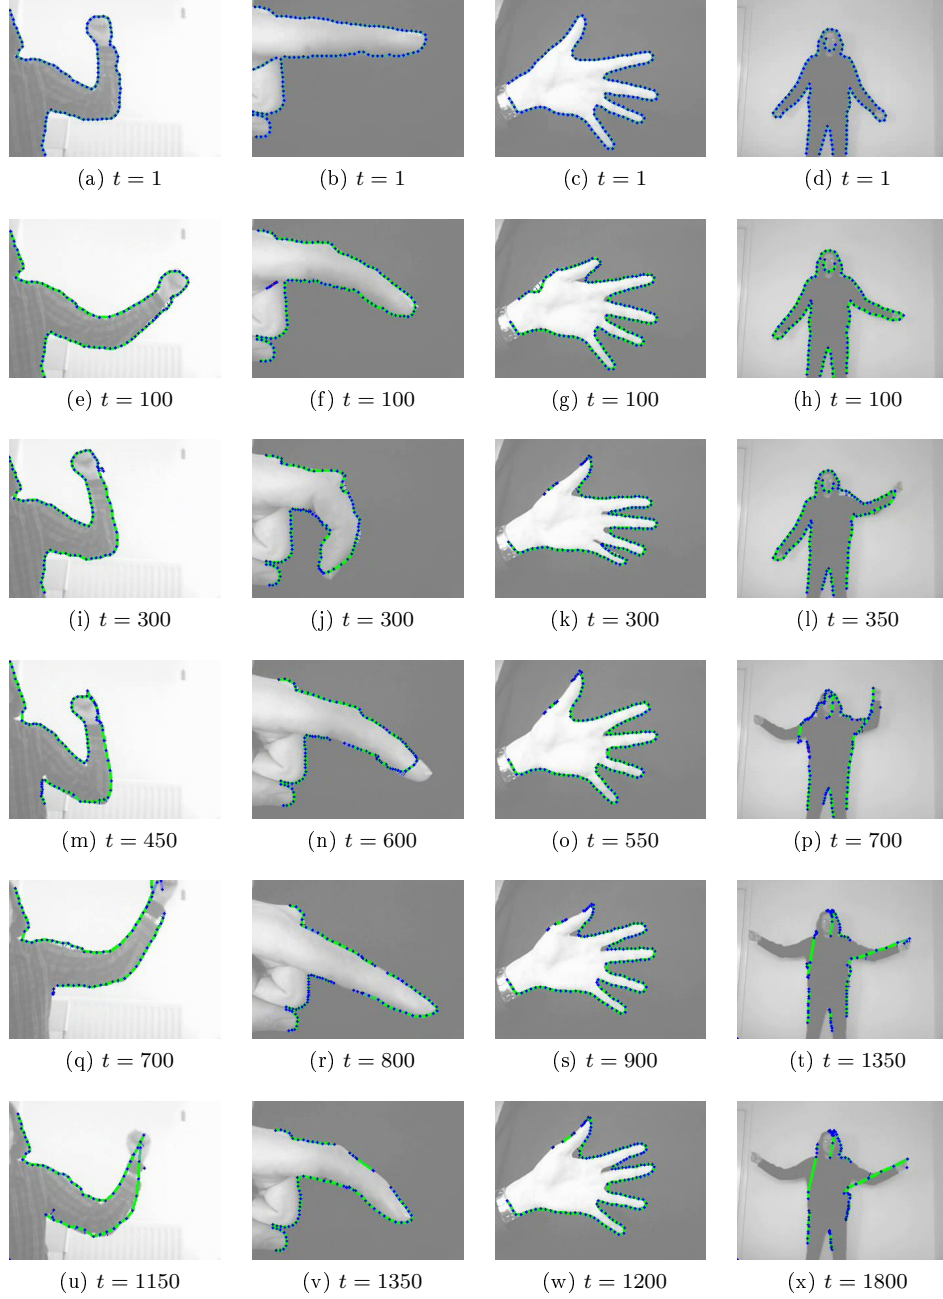 (a) t = 1
(b) t = 1
(c) t = 1
(d) t = 1
(e) t = 100
(f) t = 100
(g) t = 100
(h) t = 100
(i) t = 300
(j) t = 300
(k) t = 300
(l) t = 350
(m) t = 450
(n) t = 600
(o) t = 550
(p) t = 700
(q) t = 700
(r) t = 800
(s) t = 900
(t) t = 1350
(u) t = 1150
(v) t = 1350
(w) t = 1200
(x) t = 1800